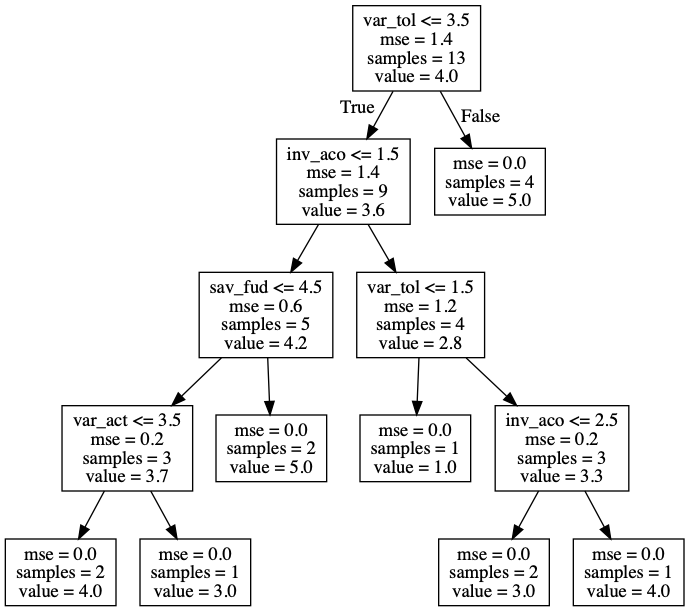 var_tol <= 3.5
mse = 1.4
samples = 13
value = 4.0
True
False
inv_aco <= 1.5
mse = 1.4
samples = 9
value = 3.6
mse = 0.0
samples = 4
value = 5.0
sav_fud <= 4.5
mse = 0.6
samples = 5
value = 4.2
var_tol <= 1.5
mse = 1.2
samples = 4
value = 2.8
var_act <= 3.5
mse = 0.2
samples = 3
value = 3.7
mse = 0.0
samples = 2
value = 5.0
mse = 0.0
samples = 1
value = 1.0
inv_aco <= 2.5
mse = 0.2
samples = 3
value = 3.3
mse = 0.0
samples = 2
value = 4.0
mse = 0.0
samples = 1
value = 3.0
mse = 0.0
samples = 2
value = 3.0
mse = 0.0
samples = 1
value = 4.0